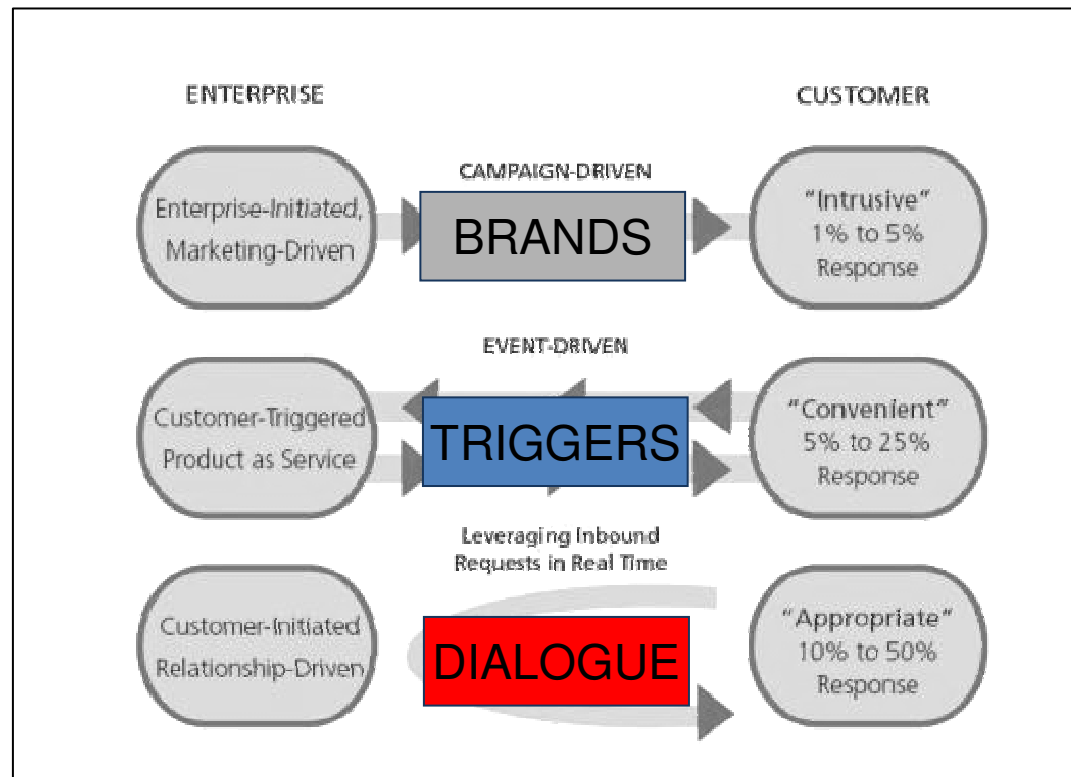 ENTERPRISE
CUSTOMER
CAMPAIGN-DRIVEN
Enterprise-Initiated,
Marketing-Driven
BRANDS
"Intrusive"
1% to 5%
Response
EVENT-DRIVEN
Customer-Triggered
Product as Service
TRIGGERS
"Convenient"
5% to 25%
Response
Leveraging Inbound
Requests in Real Time
Customer-Initiated
Relationship-Driven
DIALOGUE
"Appropriate"
10% to 50%
Response